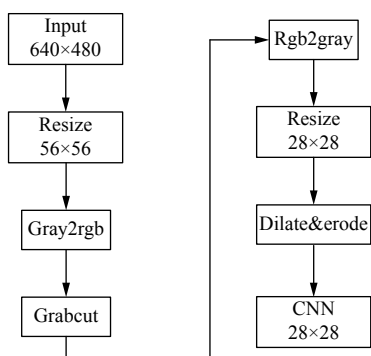 Input
640×480
Resize
56×56
Gray2rgb
Grabcut
Rgb2gray
Resize
28×28
Dilate&erode
CNN
28×28